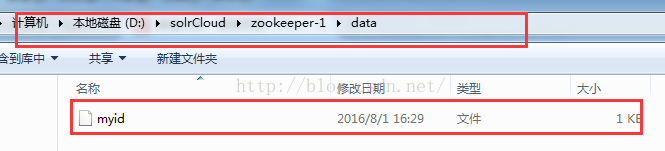 计算机 ▸ 本地磁盘 (D:) ▸ solrCloud ▸ zookeeper-1 ▸ data
含到库中 ▼ 共享 ▼ 新建文件夹
名称 修改日期 类型 大小
myid 2016/8/1 16:29 文件 1 KB